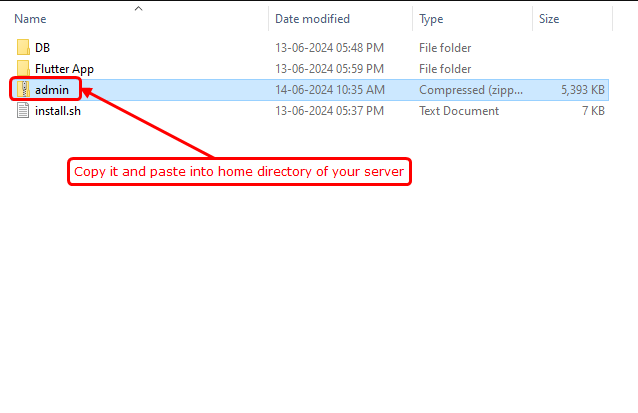 Name Date modified Type Size
DB 13-06-2024 05:48 PM File folder
Flutter App 13-06-2024 05:59 PM File folder
admin 14-06-2024 10:35 AM Compressed (zipp... 5,393 KB
install.sh 13-06-2024 05:37 PM Text Document 7 KB
Copy it and paste into home directory of your server